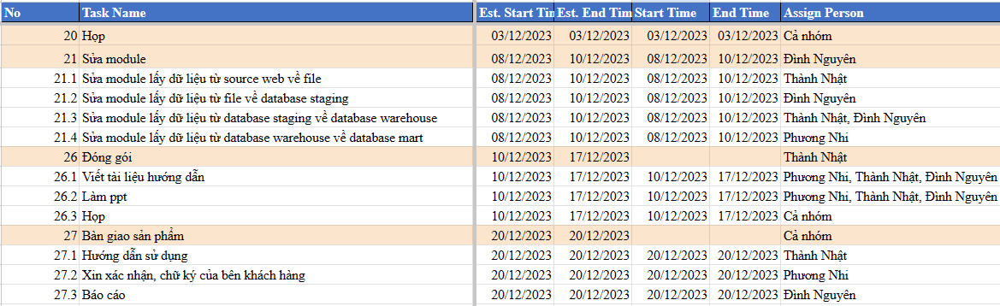 No Task Name Est. Start Tim Est. End Tim Start Time End Time Assign Person
20 Họp 03/12/2023 03/12/2023 03/12/2023 03/12/2023 Cả nhóm
21 Sửa module 08/12/2023 10/12/2023 08/12/2023 10/12/2023 Đình Nguyên
21.1 Sửa module lấy dữ liệu từ source web về file 08/12/2023 10/12/2023 08/12/2023 10/12/2023 Thành Nhật
21.2 Sửa module lấy dữ liệu từ file về database staging 08/12/2023 10/12/2023 08/12/2023 10/12/2023 Đình Nguyên
21.3 Sửa module lấy dữ liệu từ database staging về database warehouse 08/12/2023 10/12/2023 08/12/2023 10/12/2023 Thành Nhật, Đình Nguyên
21.4 Sửa module lấy dữ liệu từ database warehouse về database mart 08/12/2023 10/12/2023 08/12/2023 10/12/2023 Phương Nhi
26 Đóng gói 10/12/2023 17/12/2023 Thành Nhật
26.1 Viết tài liệu hướng dẫn 10/12/2023 17/12/2023 10/12/2023 17/12/2023 Phương Nhi, Thành Nhật, Đình Nguyên
26.2 Làm ppt 10/12/2023 17/12/2023 10/12/2023 17/12/2023 Phương Nhi, Thành Nhật, Đình Nguyên
26.3 Họp 10/12/2023 17/12/2023 10/12/2023 17/12/2023 Cả nhóm
27 Bàn giao sản phẩm 20/12/2023 20/12/2023 Cả nhóm
27.1 Hướng dẫn sử dụng 20/12/2023 20/12/2023 20/12/2023 20/12/2023 Thành Nhật
27.2 Xin xác nhận, chữ ký của bên khách hàng 20/12/2023 20/12/2023 20/12/2023 20/12/2023 Phương Nhi
27.3 Báo cáo 20/12/2023 20/12/2023 20/12/2023 20/12/2023 Đình Nguyên